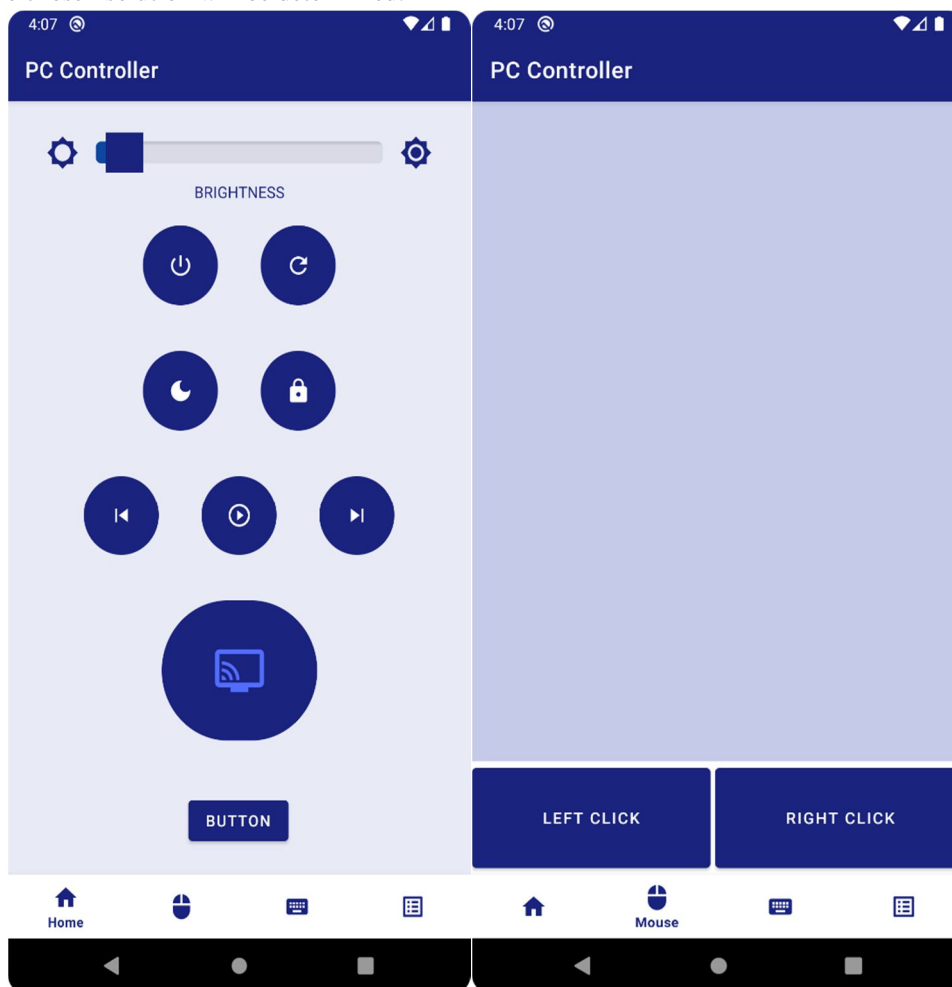 4:07
PC Controller
BRIGHTNESS
BUTTON
Home
4:07
PC Controller
LEFT CLICK
RIGHT CLICK
Mouse